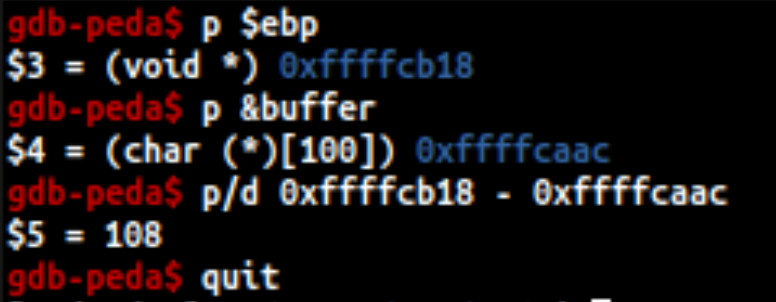 gdb-peda$ p $ebp
$3 = (void *) 0xffffcb18
gdb-peda$ p &buffer
$4 = (char (*)[100]) 0xffffcaac
gdb-peda$ p/d 0xffffcb18 - 0xffffcaac
$5 = 108
gdb-peda$ quit